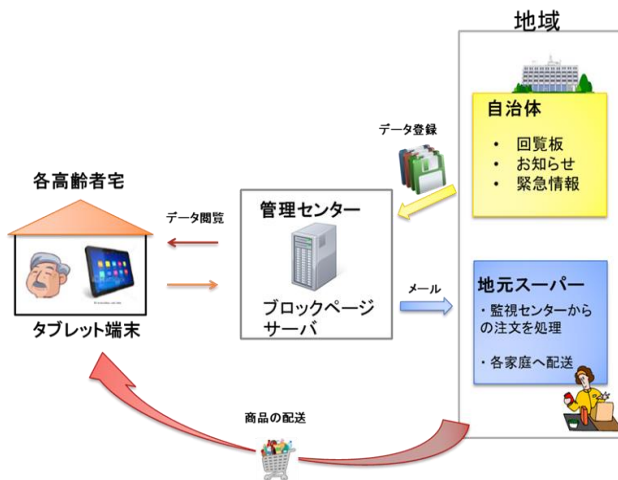 地域
自治体
・ 回覧板
・ お知らせ
・ 緊急情報
データ登録
各高齢者宅
データ閲覧
管理センター
ブロックページ
サーバ
メール
地元スーパー
・監視センターから
の注文を処理
・各家庭へ配送
タブレット端末
商品の配送